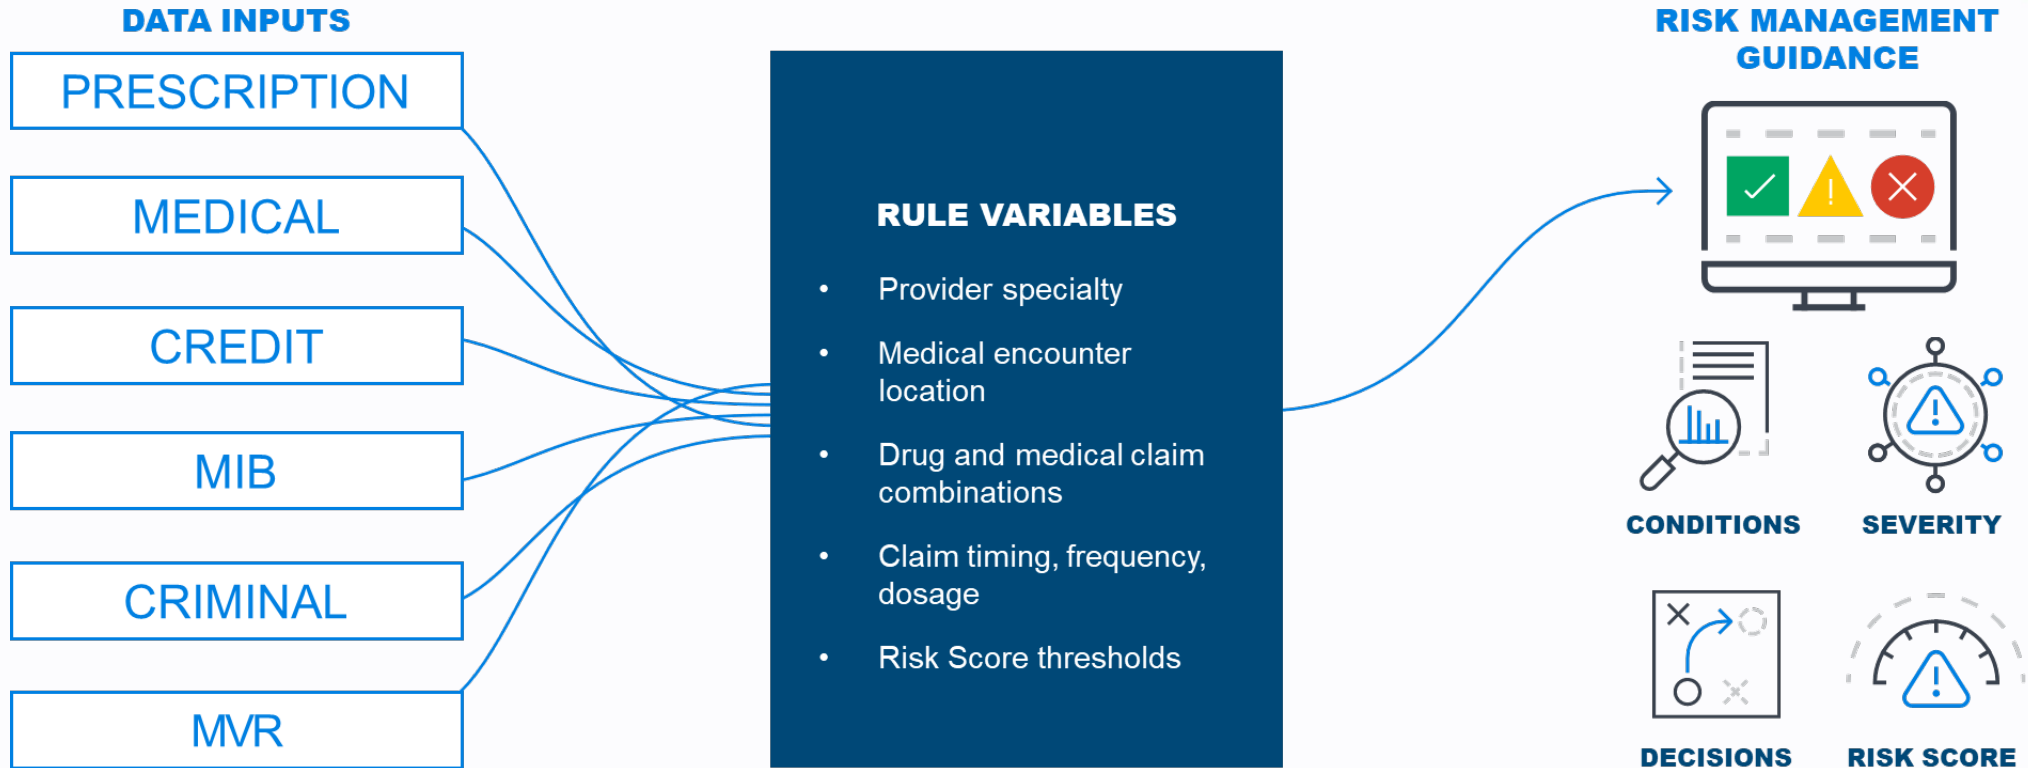 DATA INPUTS
PRESCRIPTION
MEDICAL
CREDIT
MIB
CRIMINAL
MVR
RULE VARIABLES
• Provider specialty
• Medical encounter
location
• Drug and medical claim
combinations
• Claim timing, frequency,
dosage
• Risk Score thresholds
RISK MANAGEMENT
GUIDANCE
CONDITIONS
SEVERITY
DECISIONS
RISK SCORE